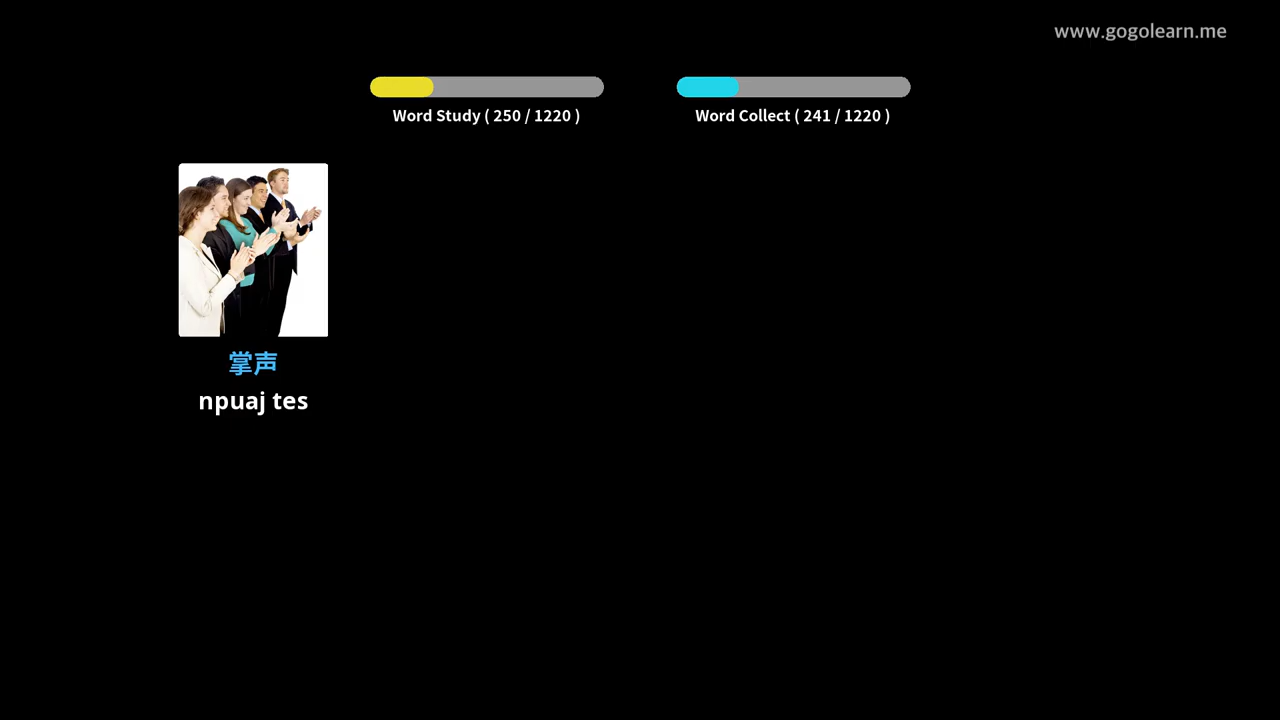 www.gogolearn.me
Word Study ( 250 / 1220 )
Word Collect ( 241 / 1220 )
掌声
npuaj tes